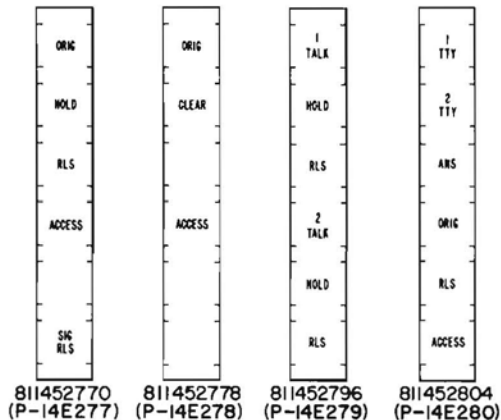 ORIG
HOLD
RLS
ACCESS
SIG
RLS
811452770
(P-14E277)
ORIG
CLEAR
ACCESS
811452778
(P-14E278)
1
TALK
HOLD
RLS
2
TALK
HOLD
RLS
811452796
(P-14E279)
1
TTY
2
TTY
ANS
ORIG
RLS
ACCESS
811452804
(P-14E280)